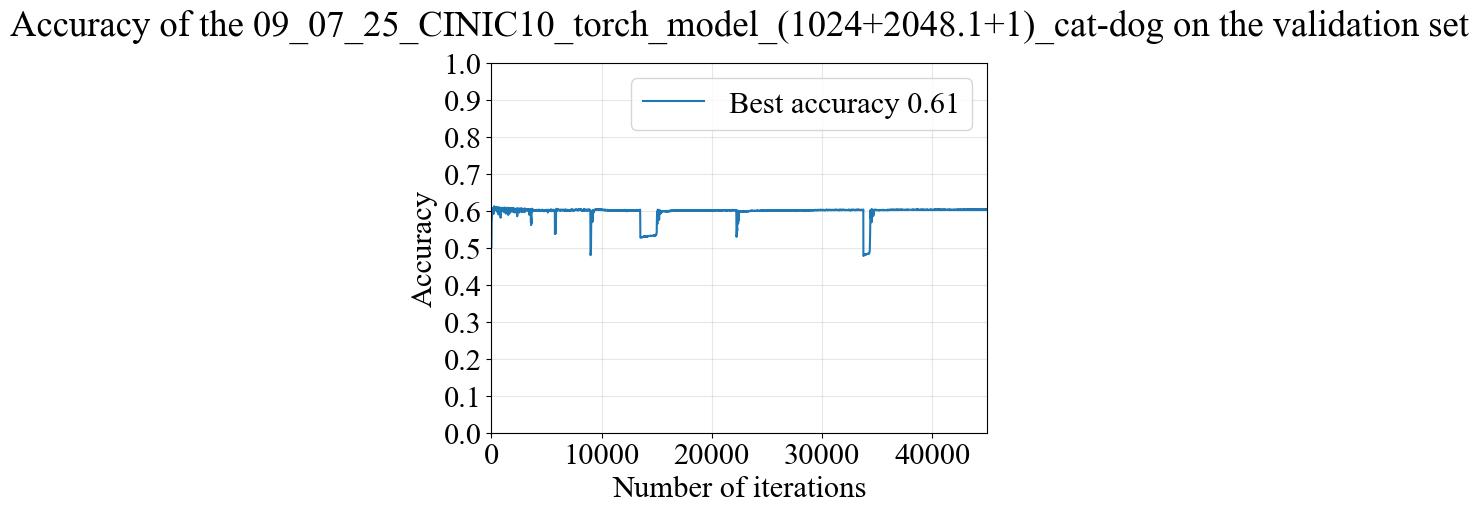 Accuracy of the 09_07_25_CINIC10_torch_model_(1024+2048.1+1)_cat-dog on the validation set
Best accuracy 0.61
Accuracy
1.0
0.9
0.8
0.7
0.6
0.5
0.4
0.3
0.2
0.1
0.0
0 10000 20000 30000 40000
Number of iterations